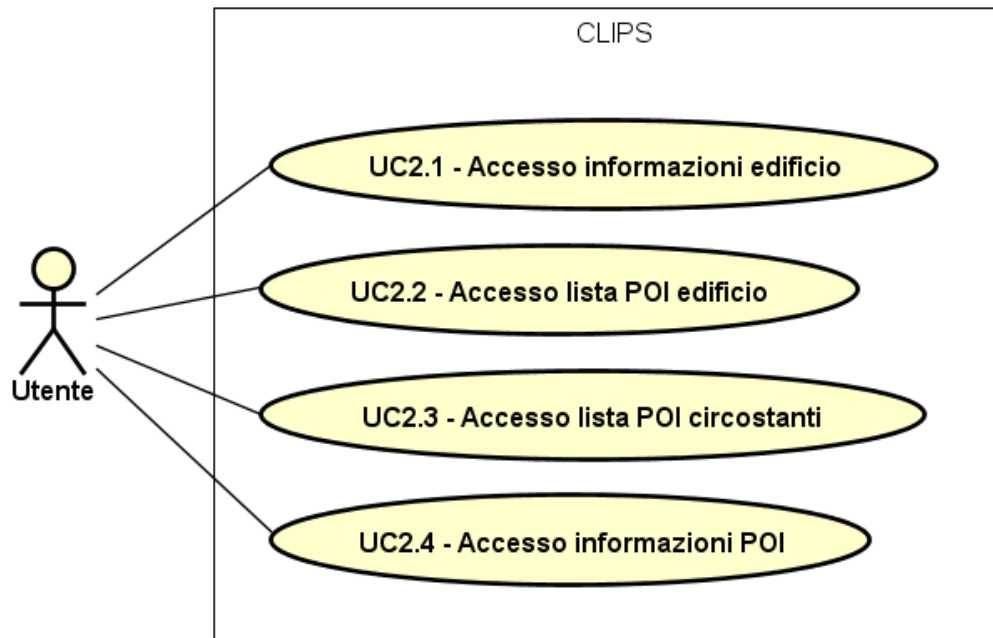 CLIPS
UC2.1 - Accesso informazioni edificio
UC2.2 - Accesso lista POI edificio
Utente
UC2.3 - Accesso lista POI circostanti
UC2.4 - Accesso informazioni POI